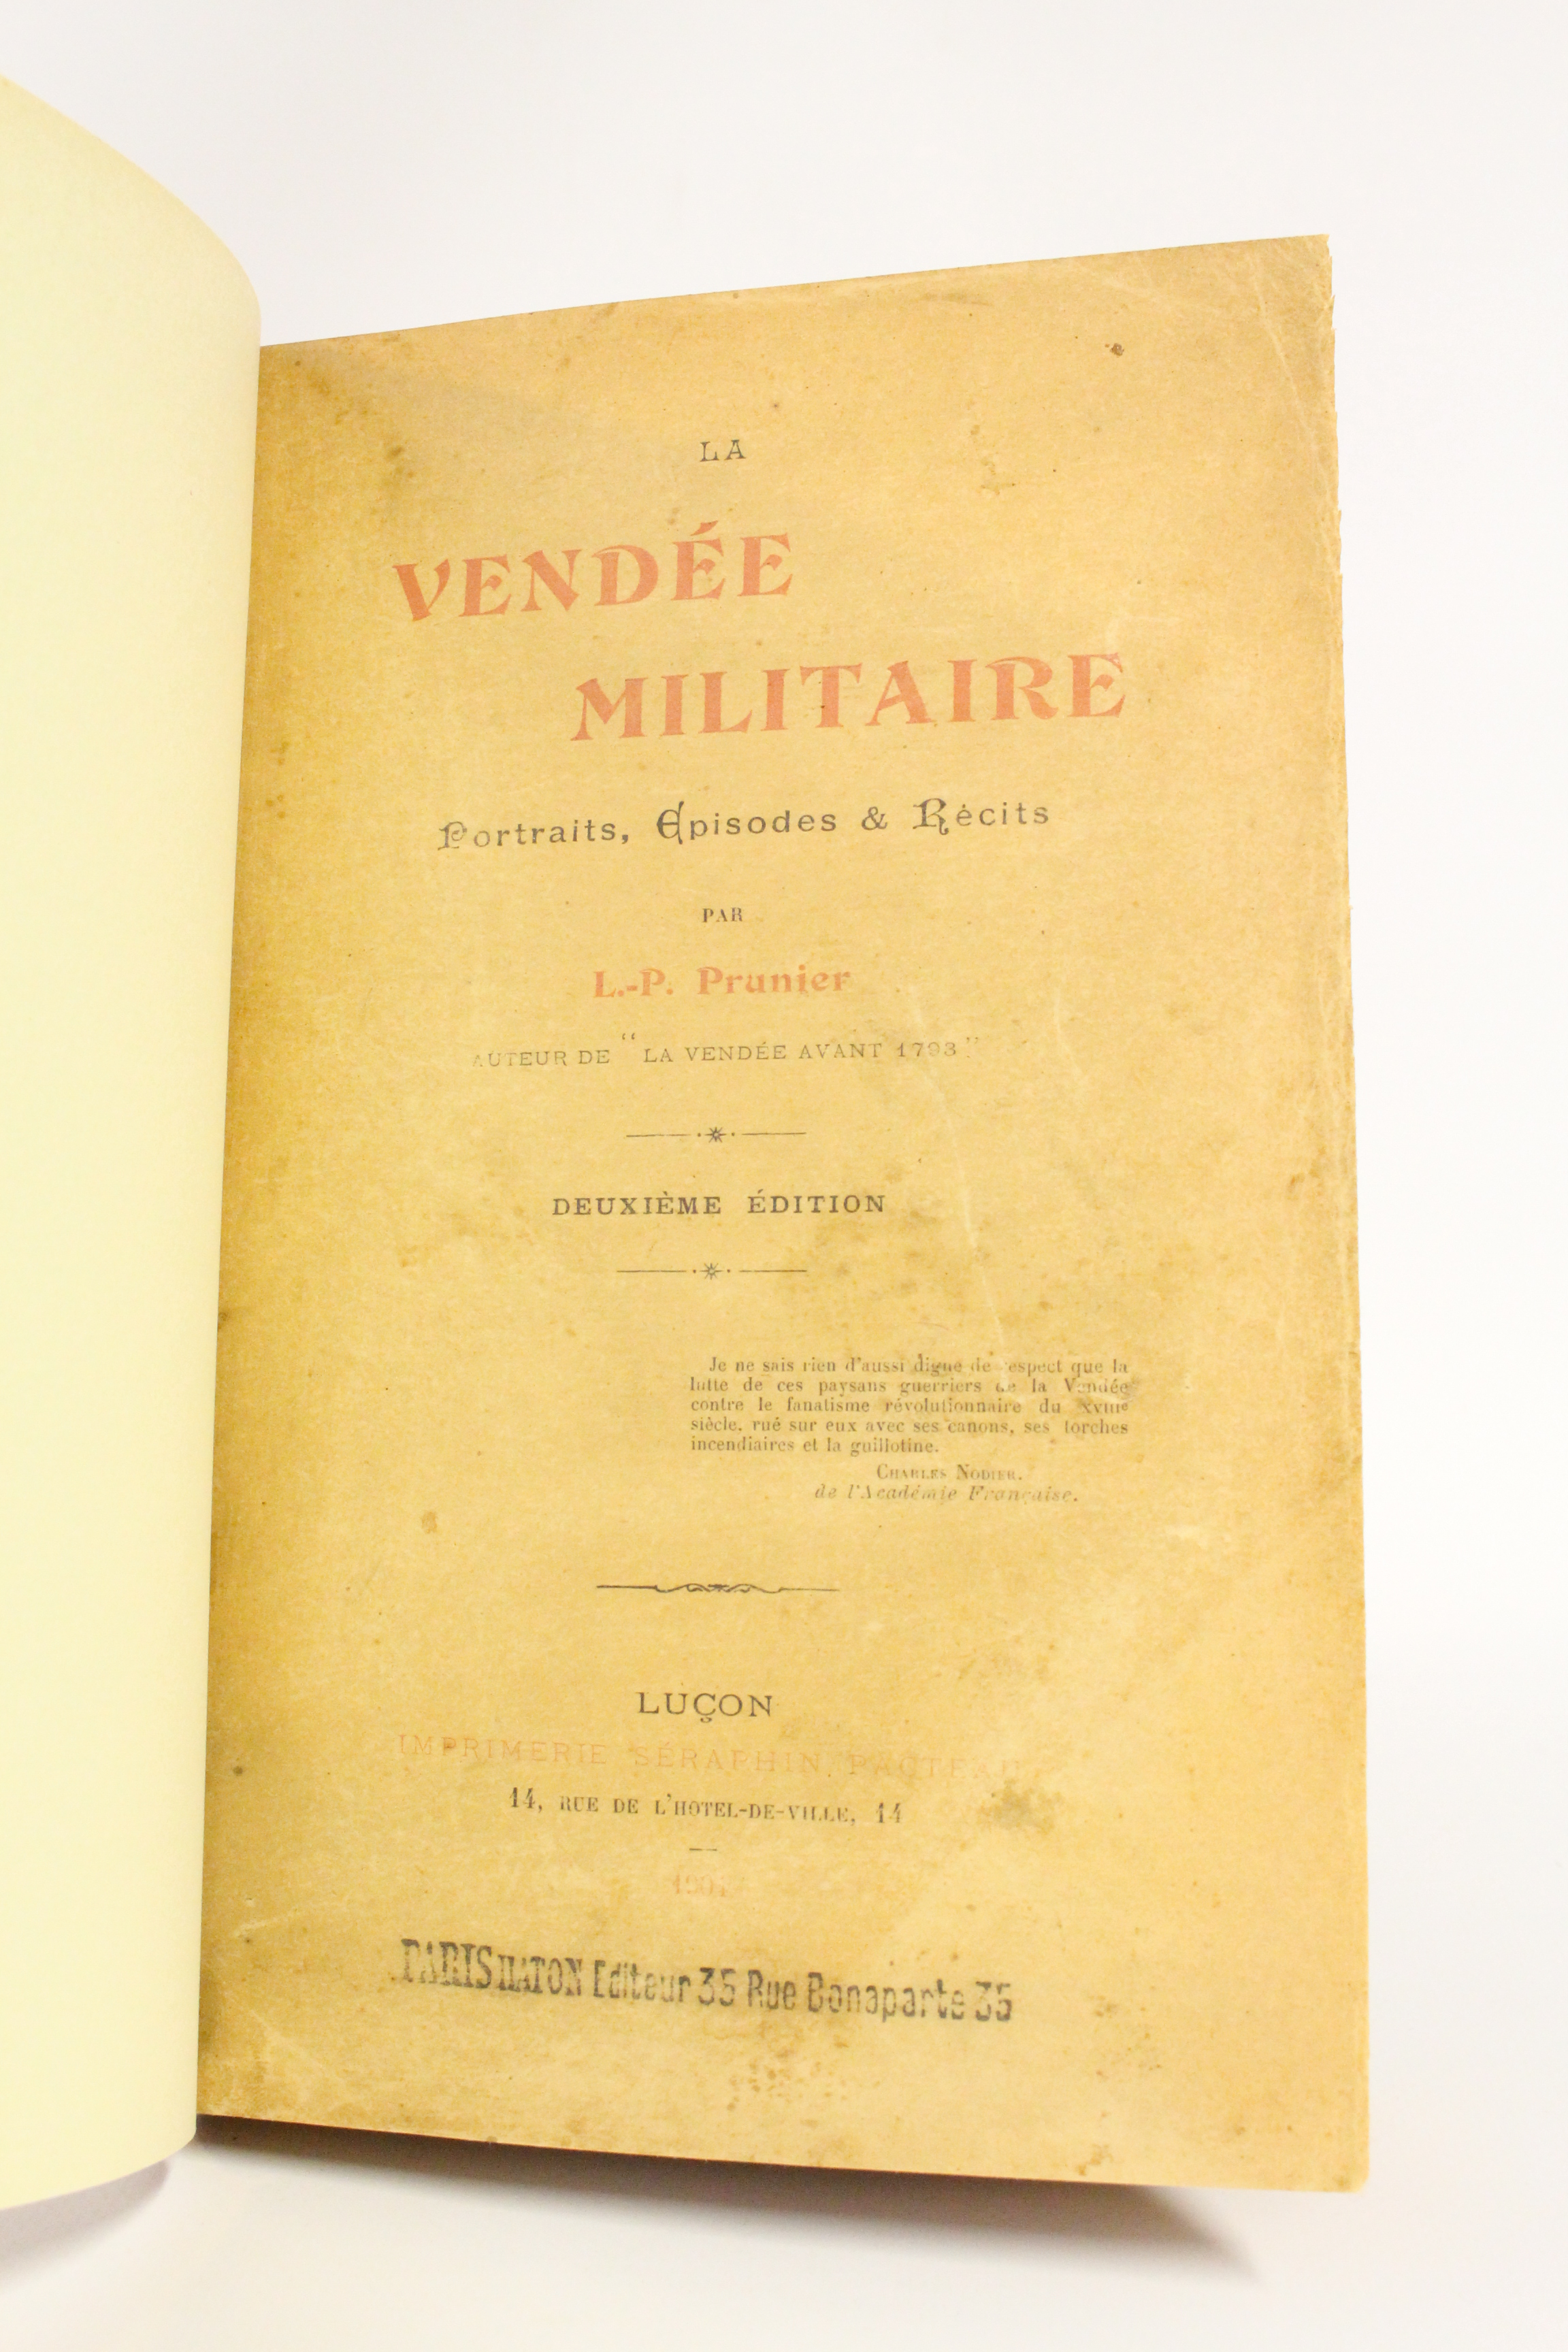 LA
VENDÉE
MILITAIRE
Portraits, Episodes & Récits
PAR
L.-P. Prunier
AUTEUR DE “ LA VENDÉE AVANT 1793 ”
DEUXIÈME ÉDITION
Je ne sais rien d'aussi digne de respect que la
lutte de ces paysans guerriers de la Vendée
contre le fanatisme révolutionnaire du XVIIIe
siècle, rué sur eux avec ses canons, ses torches
incendiaires et la guillotine.
CHARLES NODIER.
de l'Académie Française.
LUÇON
IMPRIMERIE SÉRAPHIN PACTEAU
14, RUE DE L'HOTEL-DE-VILLE, 14
PARIS HATON Editeur 35 Rue Bonaparte 35